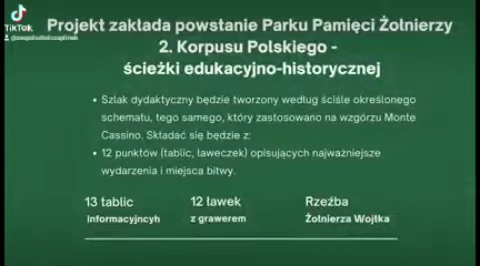 TikTok
Projekt zakłada powstanie Parku Pamięci Żołnierzy
2. Korpusu Polskiego -
ścieżki edukacyjno-historycznej
• Szlak dydaktyczny będzie tworzony według ściśle określonego
schematu, tego samego, który zastosowano na wzgórzu Monte
Cassino. Składać się będzie z:
• 12 punktów (tablic, ławeczek) opisujących najważniejsze
wydarzenia i miejsca bitwy.
13 tablic
Informacyjncyh
12 ławek
z grawerem
Rzeźba
Żołnierza Wojtka